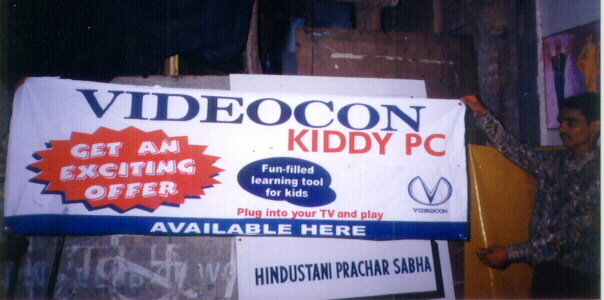 VIDEOCON
KIDDY PC
GET AN
EXCITING
OFFER
Fun-filled
learning tool
for kids
VIDEOCON
Plug into your TV and play
AVAILABLE HERE
HINDUSTANI PRACHAR SABHA